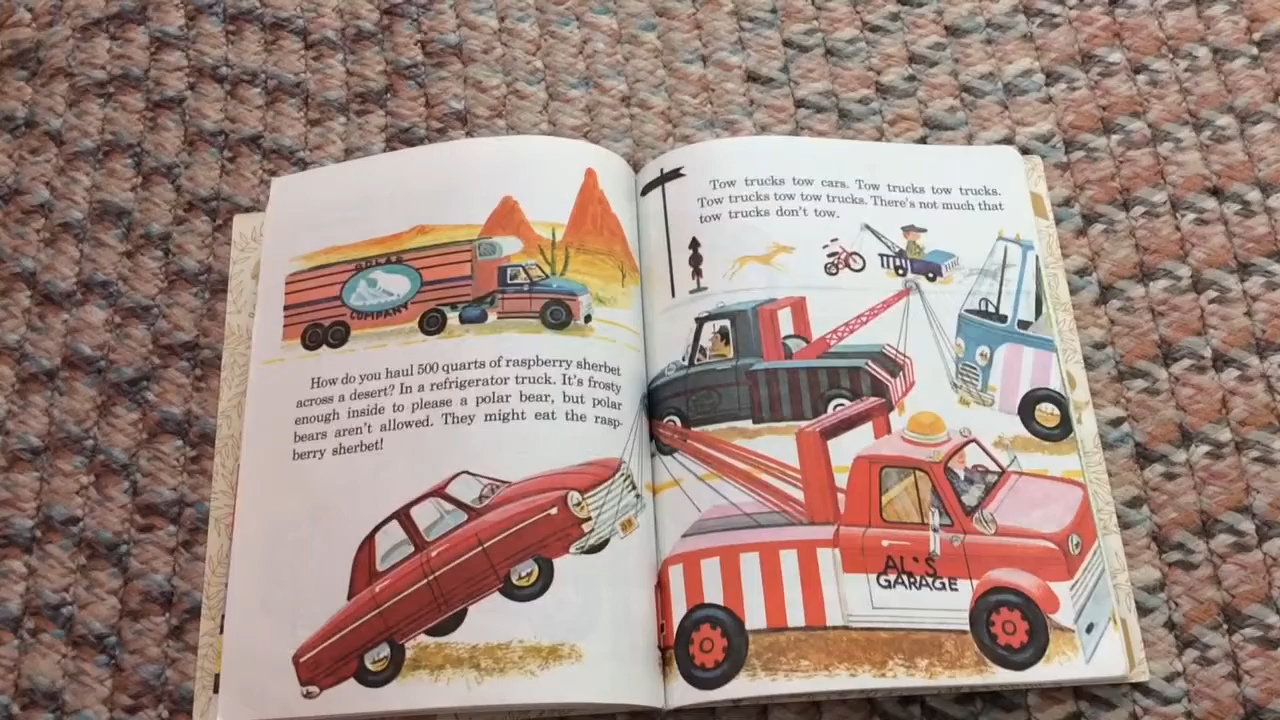 POLAR
COMPANY
How do you haul 500 quarts of raspberry sherbet
across a desert? In a refrigerator truck. It's frosty
enough inside to please a polar bear, but polar
bears aren't allowed. They might eat the rasp-
berry sherbet!
Tow trucks tow cars. Tow trucks tow trucks.
Tow trucks tow tow trucks. There's not much that
tow trucks don't tow.
AL'S
GARAGE